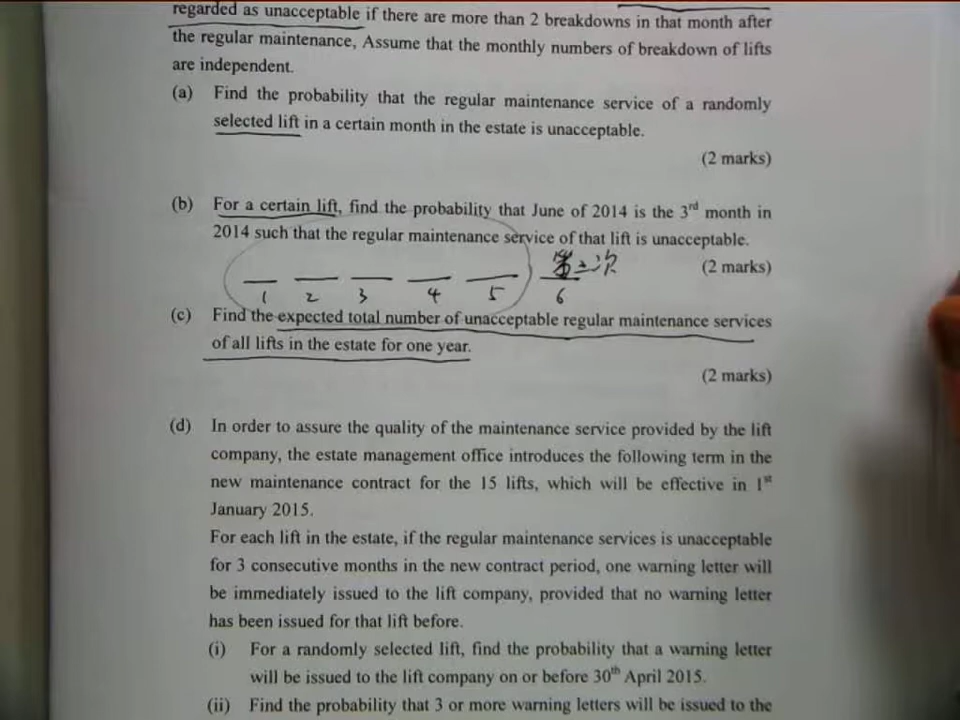 regarded as unacceptable if there are more than 2 breakdowns in that month after
the regular maintenance, Assume that the monthly numbers of breakdown of lifts
are independent.
(a) Find the probability that the regular maintenance service of a randomly
selected lift in a certain month in the estate is unacceptable.
(2 marks)
(b) For a certain lift, find the probability that June of 2014 is the 3rd month in
2014 such that the regular maintenance service of that lift is unacceptable.
第三次
(2 marks)
1 2 3 4 5 6
(c) Find the expected total number of unacceptable regular maintenance services
of all lifts in the estate for one year.
(2 marks)
(d) In order to assure the quality of the maintenance service provided by the lift
company, the estate management office introduces the following term in the
new maintenance contract for the 15 lifts, which will be effective in 1st
January 2015.
For each lift in the estate, if the regular maintenance services is unacceptable
for 3 consecutive months in the new contract period, one warning letter will
be immediately issued to the lift company, provided that no warning letter
has been issued for that lift before.
(i) For a randomly selected lift, find the probability that a warning letter
will be issued to the lift company on or before 30th April 2015.
(ii) Find the probability that 3 or more warning letters will be issued to the